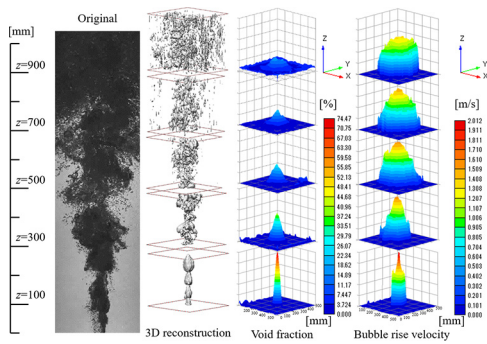 Original
[mm]
z=900
z=700
z=500
z=300
z=100
3D reconstruction
Void fraction
Bubble rise velocity
Z
Y
X
Z
Y
X
[%]
74.47
70.75
67.03
63.30
59.58
55.85
52.13
48.41
44.68
40.96
37.24
33.51
29.79
26.07
22.34
18.62
14.89
11.17
7.447
3.724
0.000
[m/s]
2.012
1.911
1.810
1.710
1.609
1.509
1.408
1.308
1.207
1.107
1.006
0.905
0.805
0.704
0.604
0.503
0.402
0.302
0.201
0.101
0.000
[mm]
[mm]